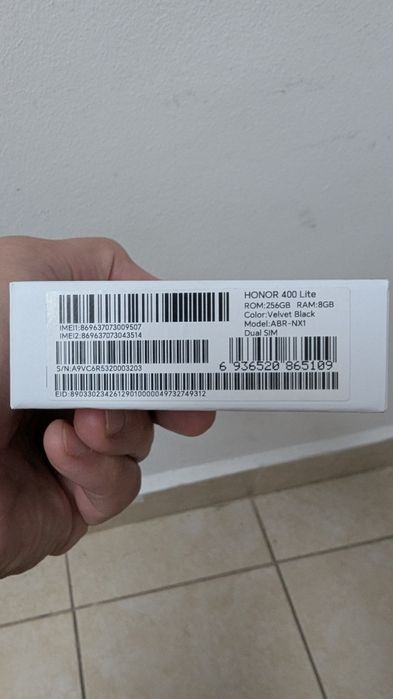 HONOR 400 Lite
ROM:256GB RAM:8GB
Color:Velvet Black
Model:ABR-NX1
Dual SIM
IMEI1:869637073009507
IMEI2:869637073043514
S/N:A9VC6R5320003203
6 936520 865109
EID:89033023426129010000049732749312